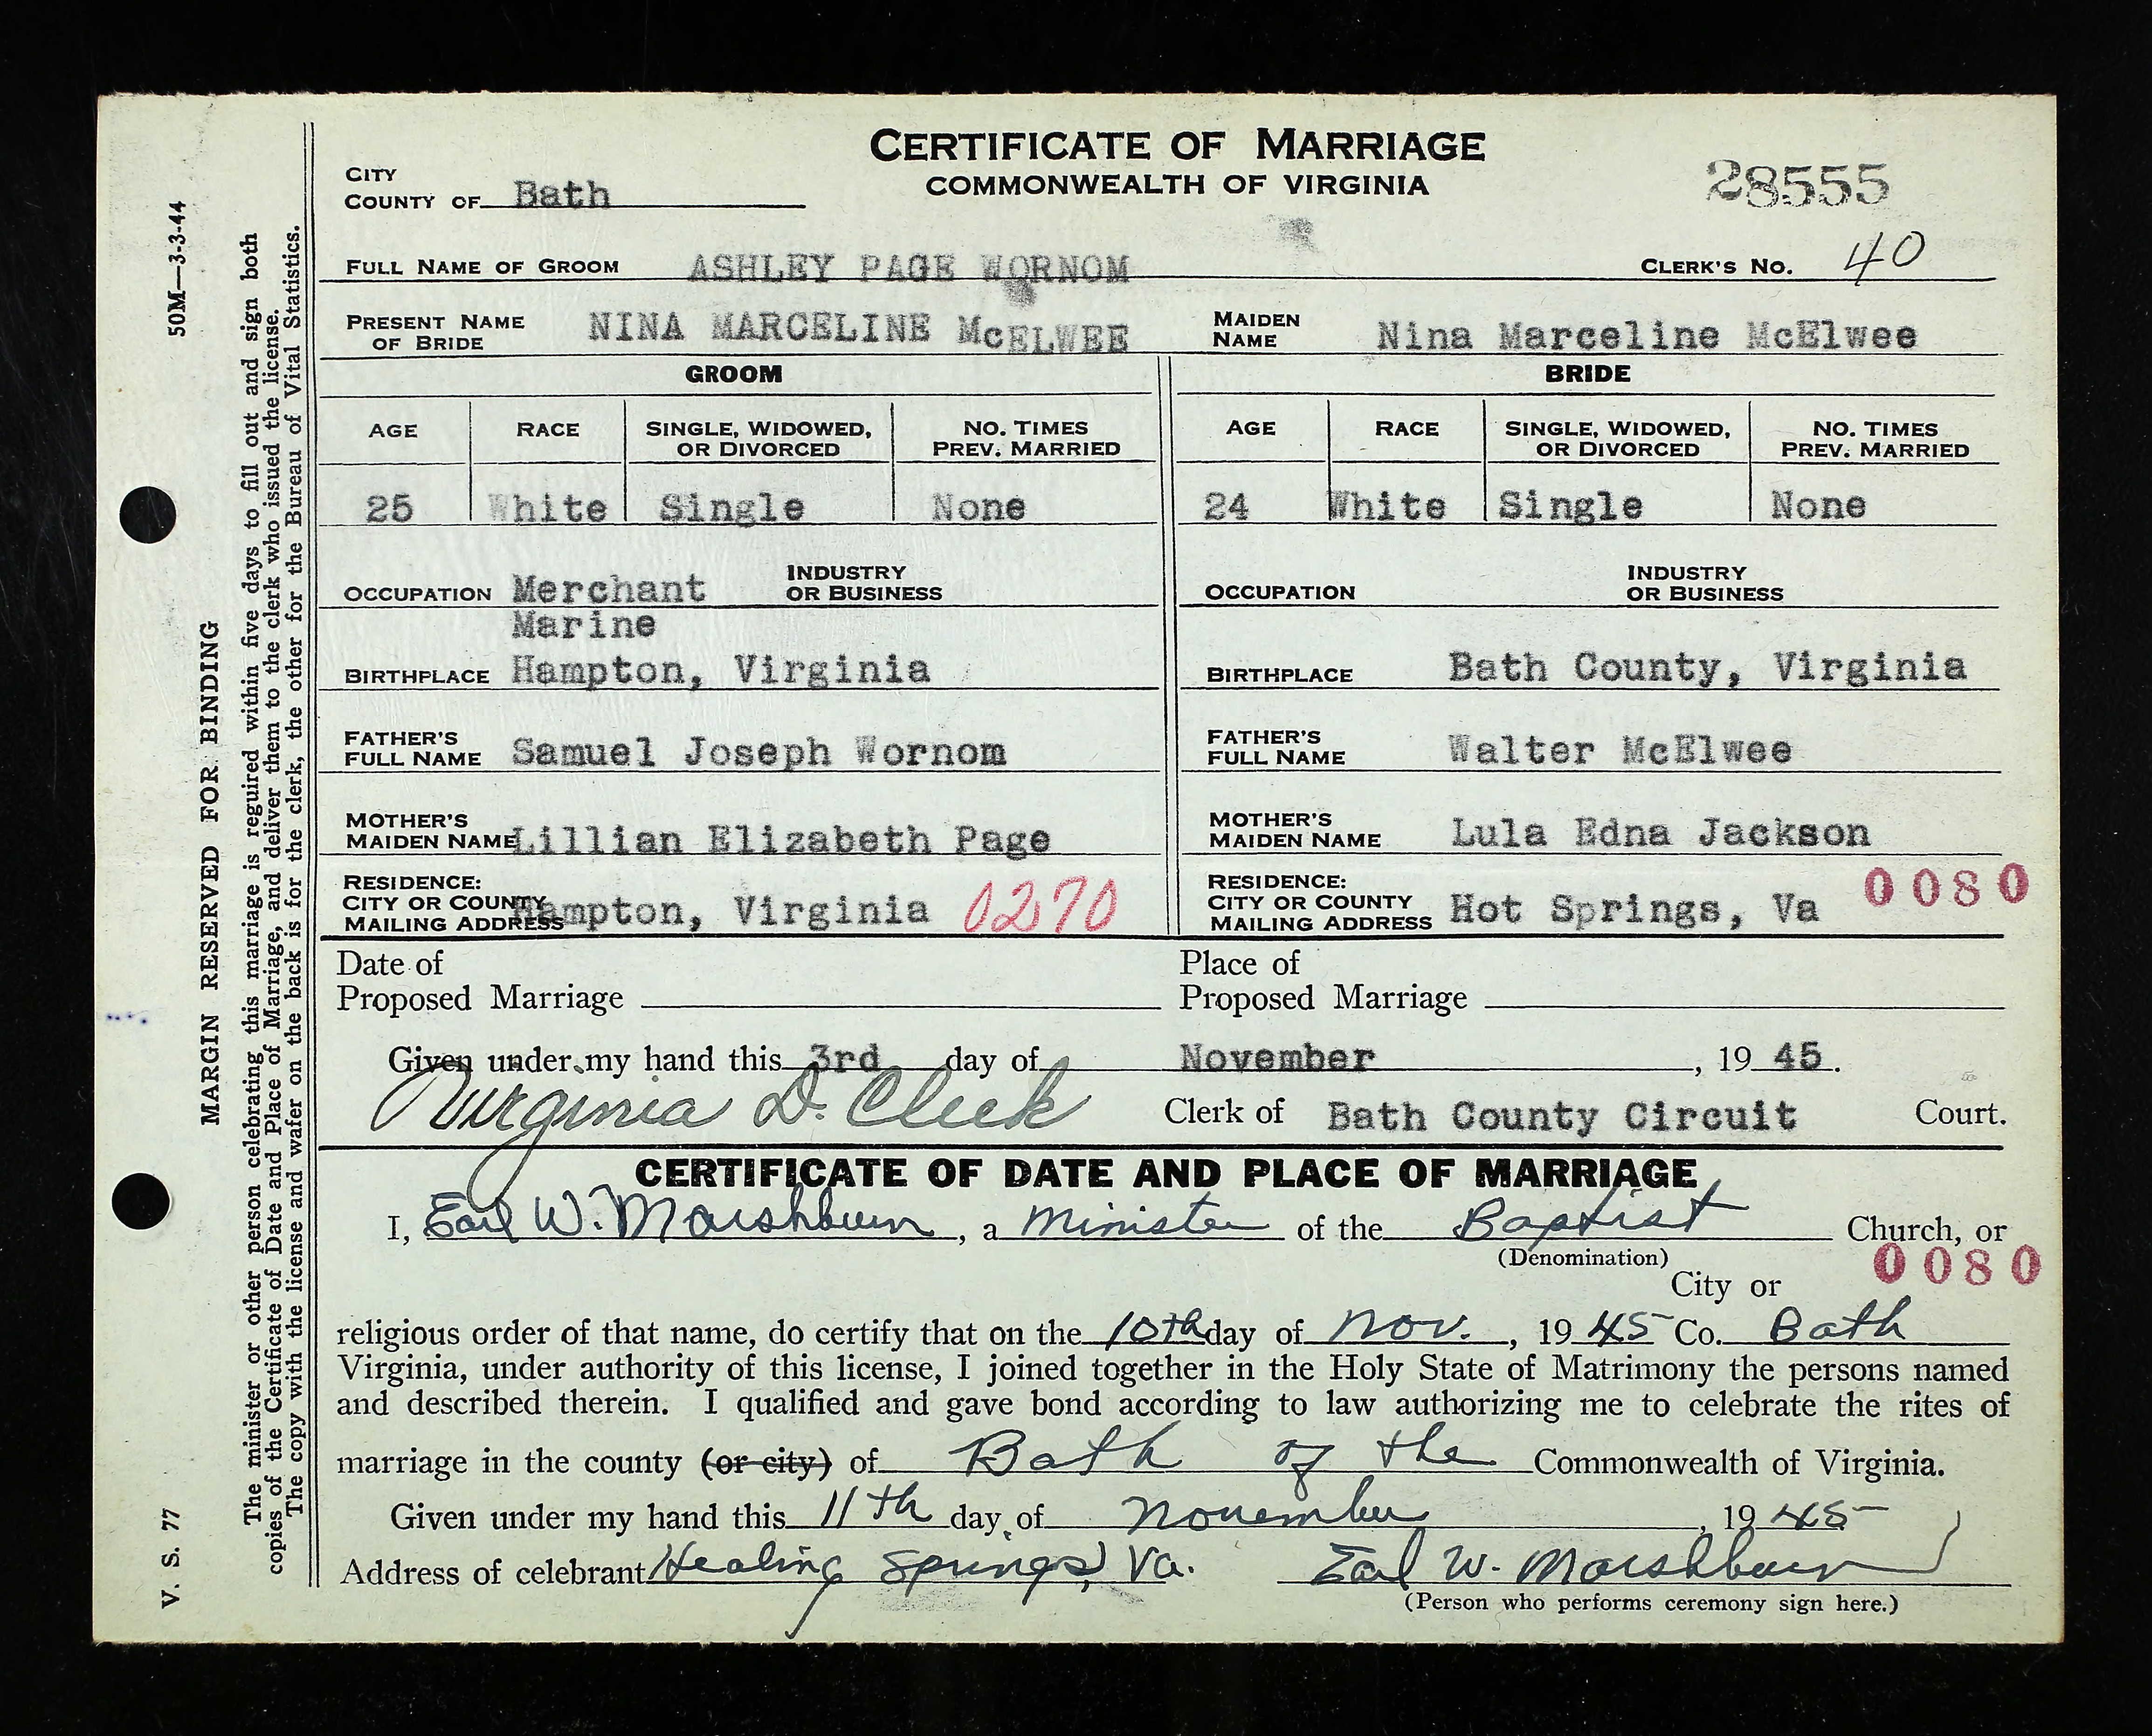 CERTIFICATE OF MARRIAGE
COMMONWEALTH OF VIRGINIA
28555
CITY
COUNTY OF Bath
FULL NAME OF GROOM ASHLEY PAGE WORNOM CLERK'S NO. 40
PRESENT NAME OF BRIDE NINA MARCELINE McELWEE MAIDEN NAME Nina Marceline McElwee
GROOM BRIDE
AGE RACE SINGLE, WIDOWED, OR DIVORCED NO. TIMES PREV. MARRIED AGE RACE SINGLE, WIDOWED, OR DIVORCED NO. TIMES PREV. MARRIED
25 White Single None 24 White Single None
OCCUPATION Merchant Marine INDUSTRY OR BUSINESS OCCUPATION INDUSTRY OR BUSINESS
BIRTHPLACE Hampton, Virginia BIRTHPLACE Bath County, Virginia
FATHER'S FULL NAME Samuel Joseph Wornom FATHER'S FULL NAME Walter McElwee
MOTHER'S MAIDEN NAME Lillian Elizabeth Page MOTHER'S MAIDEN NAME Lula Edna Jackson
RESIDENCE: CITY OR COUNTY MAILING ADDRESS Hampton, Virginia 0270 RESIDENCE: CITY OR COUNTY MAILING ADDRESS Hot Springs, Va 0080
Date of Proposed Marriage Place of Proposed Marriage
Given under my hand this 3rd day of November, 19 45.
Virginia D. Cleek Clerk of Bath County Circuit Court.
CERTIFICATE OF DATE AND PLACE OF MARRIAGE
I, Earl W. Marshburn, a Minister of the Baptist Church, or
(Denomination)
0080
City or
religious order of that name, do certify that on the 10th day of Nov., 19 45 Co. Bath
Virginia, under authority of this license, I joined together in the Holy State of Matrimony the persons named
and described therein. I qualified and gave bond according to law authorizing me to celebrate the rites of
marriage in the county (or city) of Bath of the Commonwealth of Virginia.
Given under my hand this 11th day of November, 19 45
Address of celebrant Healing Springs, Va. Earl W. Marshburn
(Person who performs ceremony sign here.)
50M—3-3-44
MARGIN RESERVED FOR BINDING
V. S. 77
The minister or other person celebrating this marriage is reguired within five days to fill out and sign both
copies of the Certificate of Date and Place of Marriage, and deliver them to the clerk who issued the license.
The copy with the license and wafer on the back is for the clerk, the other for the Bureau of Vital Statistics.